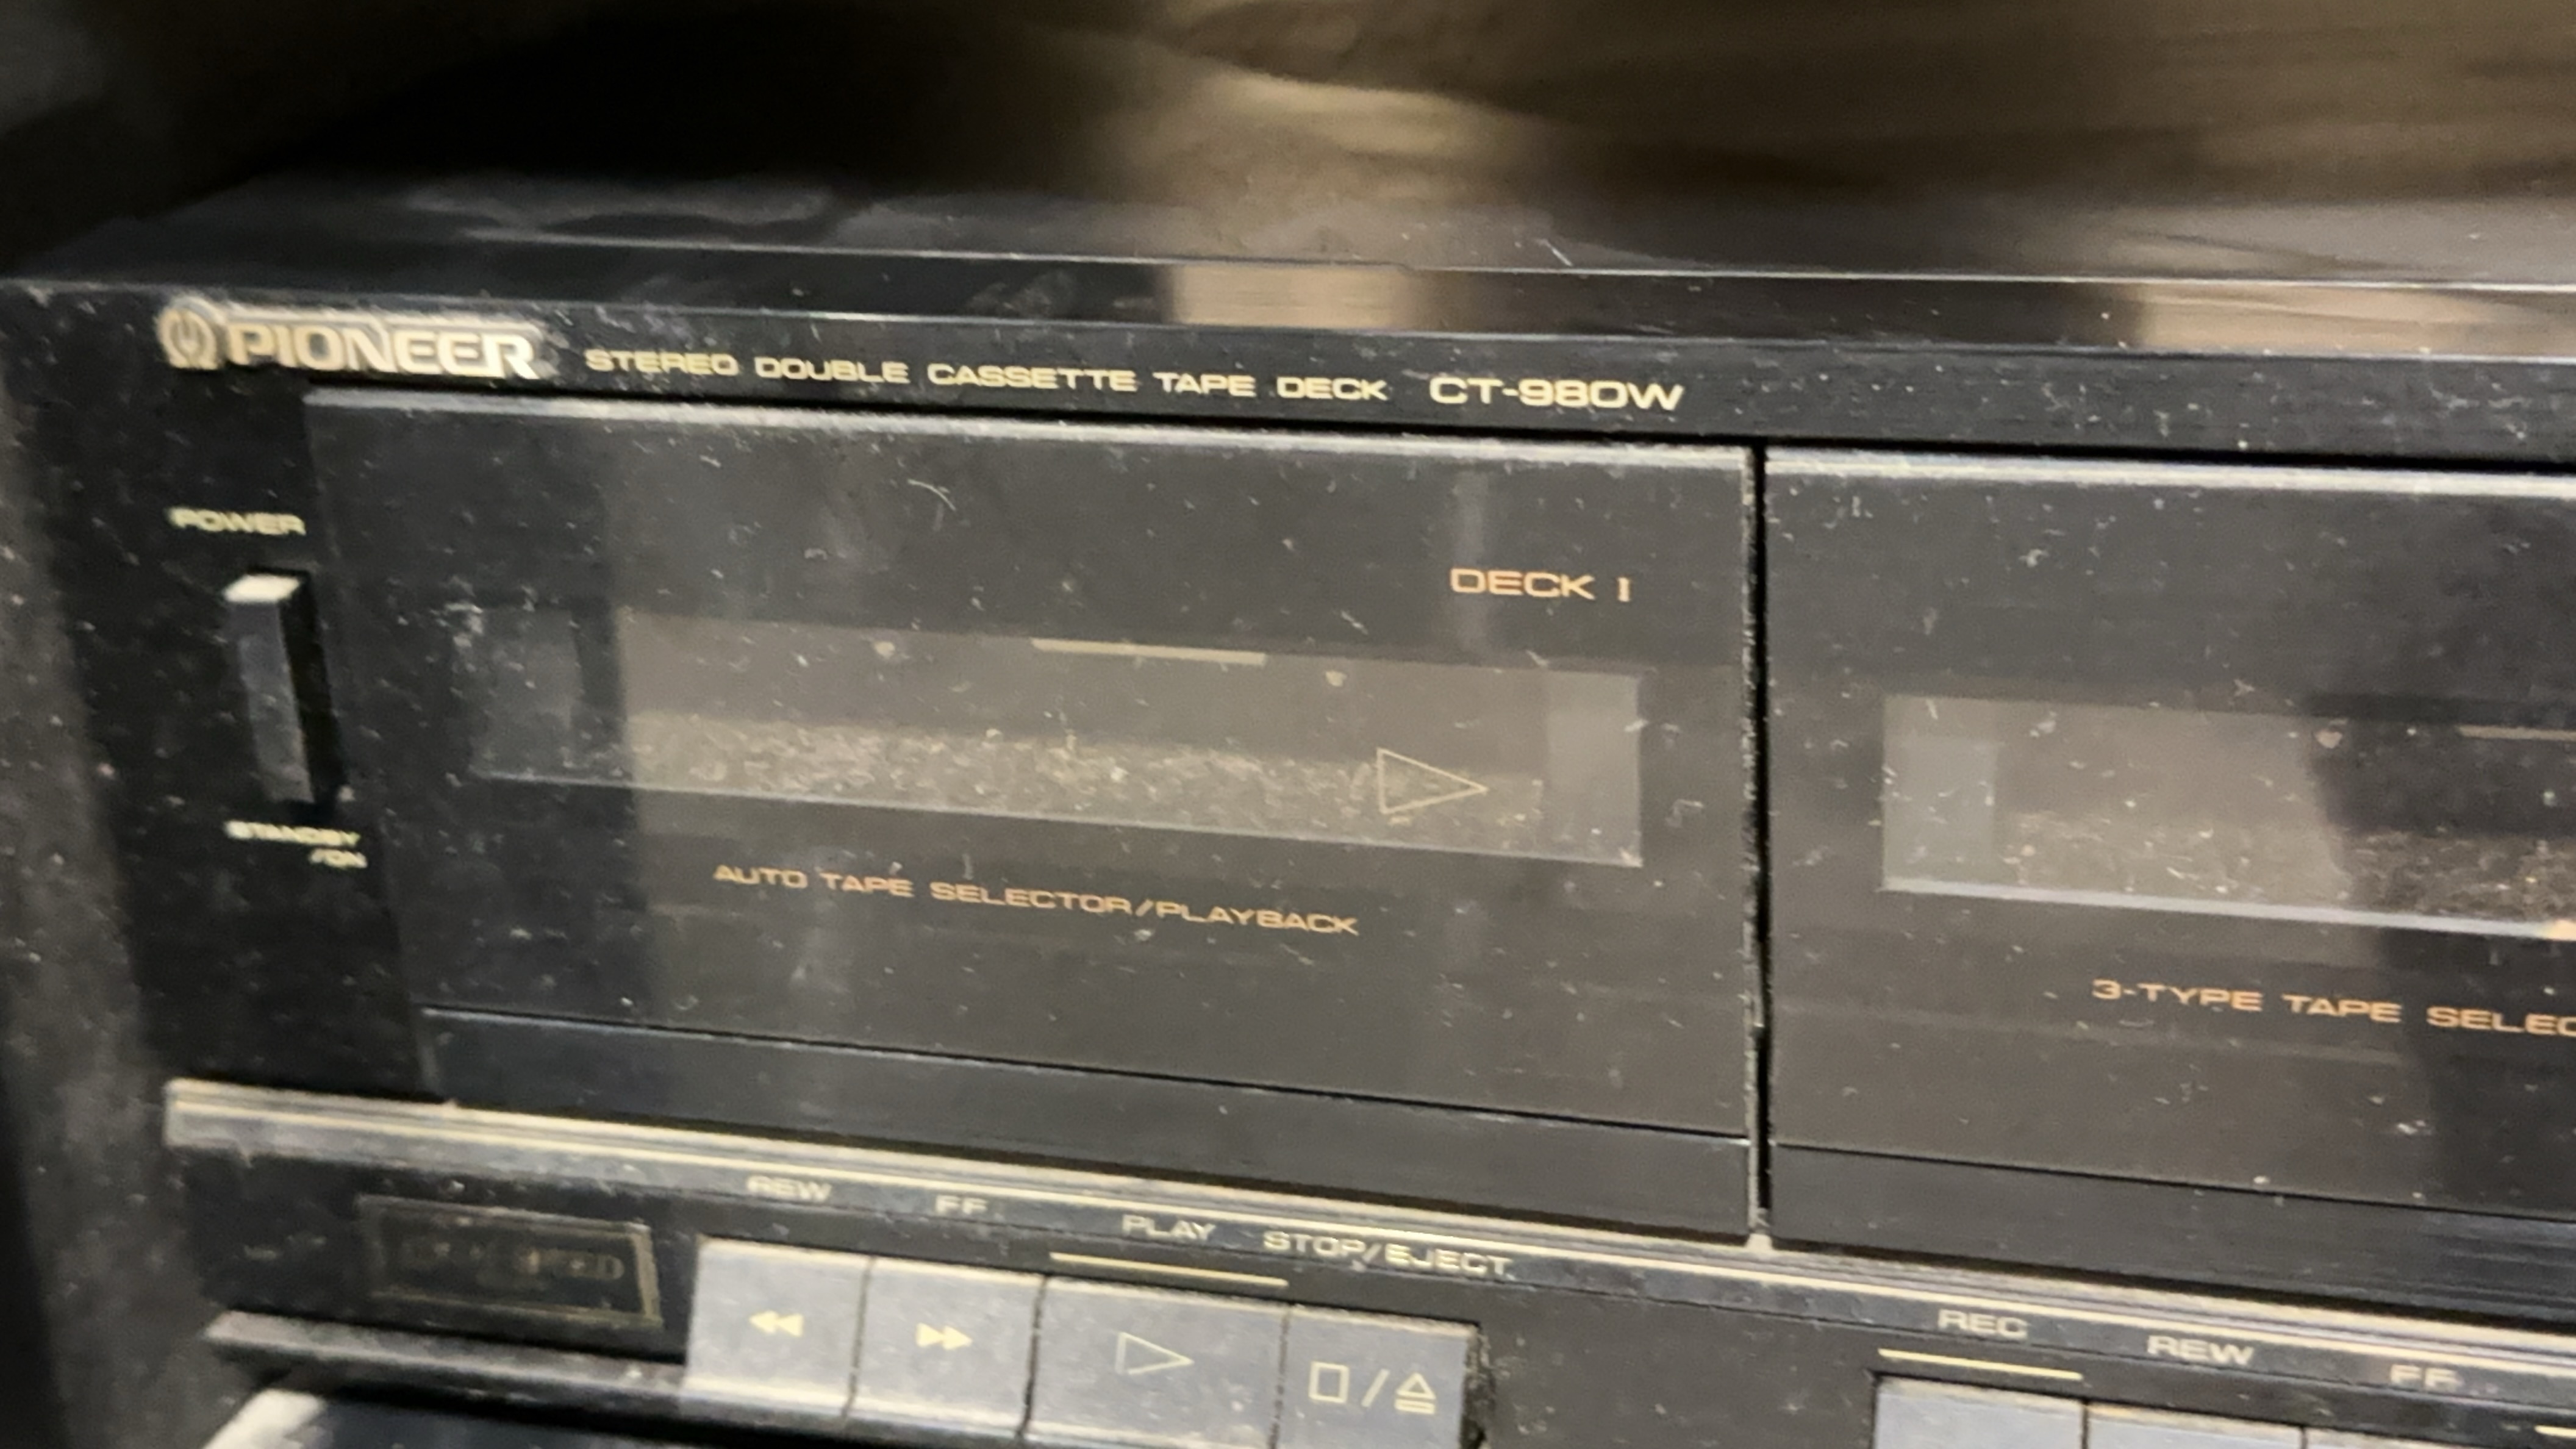 PIONEER STEREO DOUBLE CASSETTE TAPE DECK CT-980W
POWER
STANDBY
/ON
DECK I
AUTO TAPE SELECTOR/PLAYBACK
3-TYPE TAPE SELEC
REW FF PLAY STOP/EJECT
REC REW FF